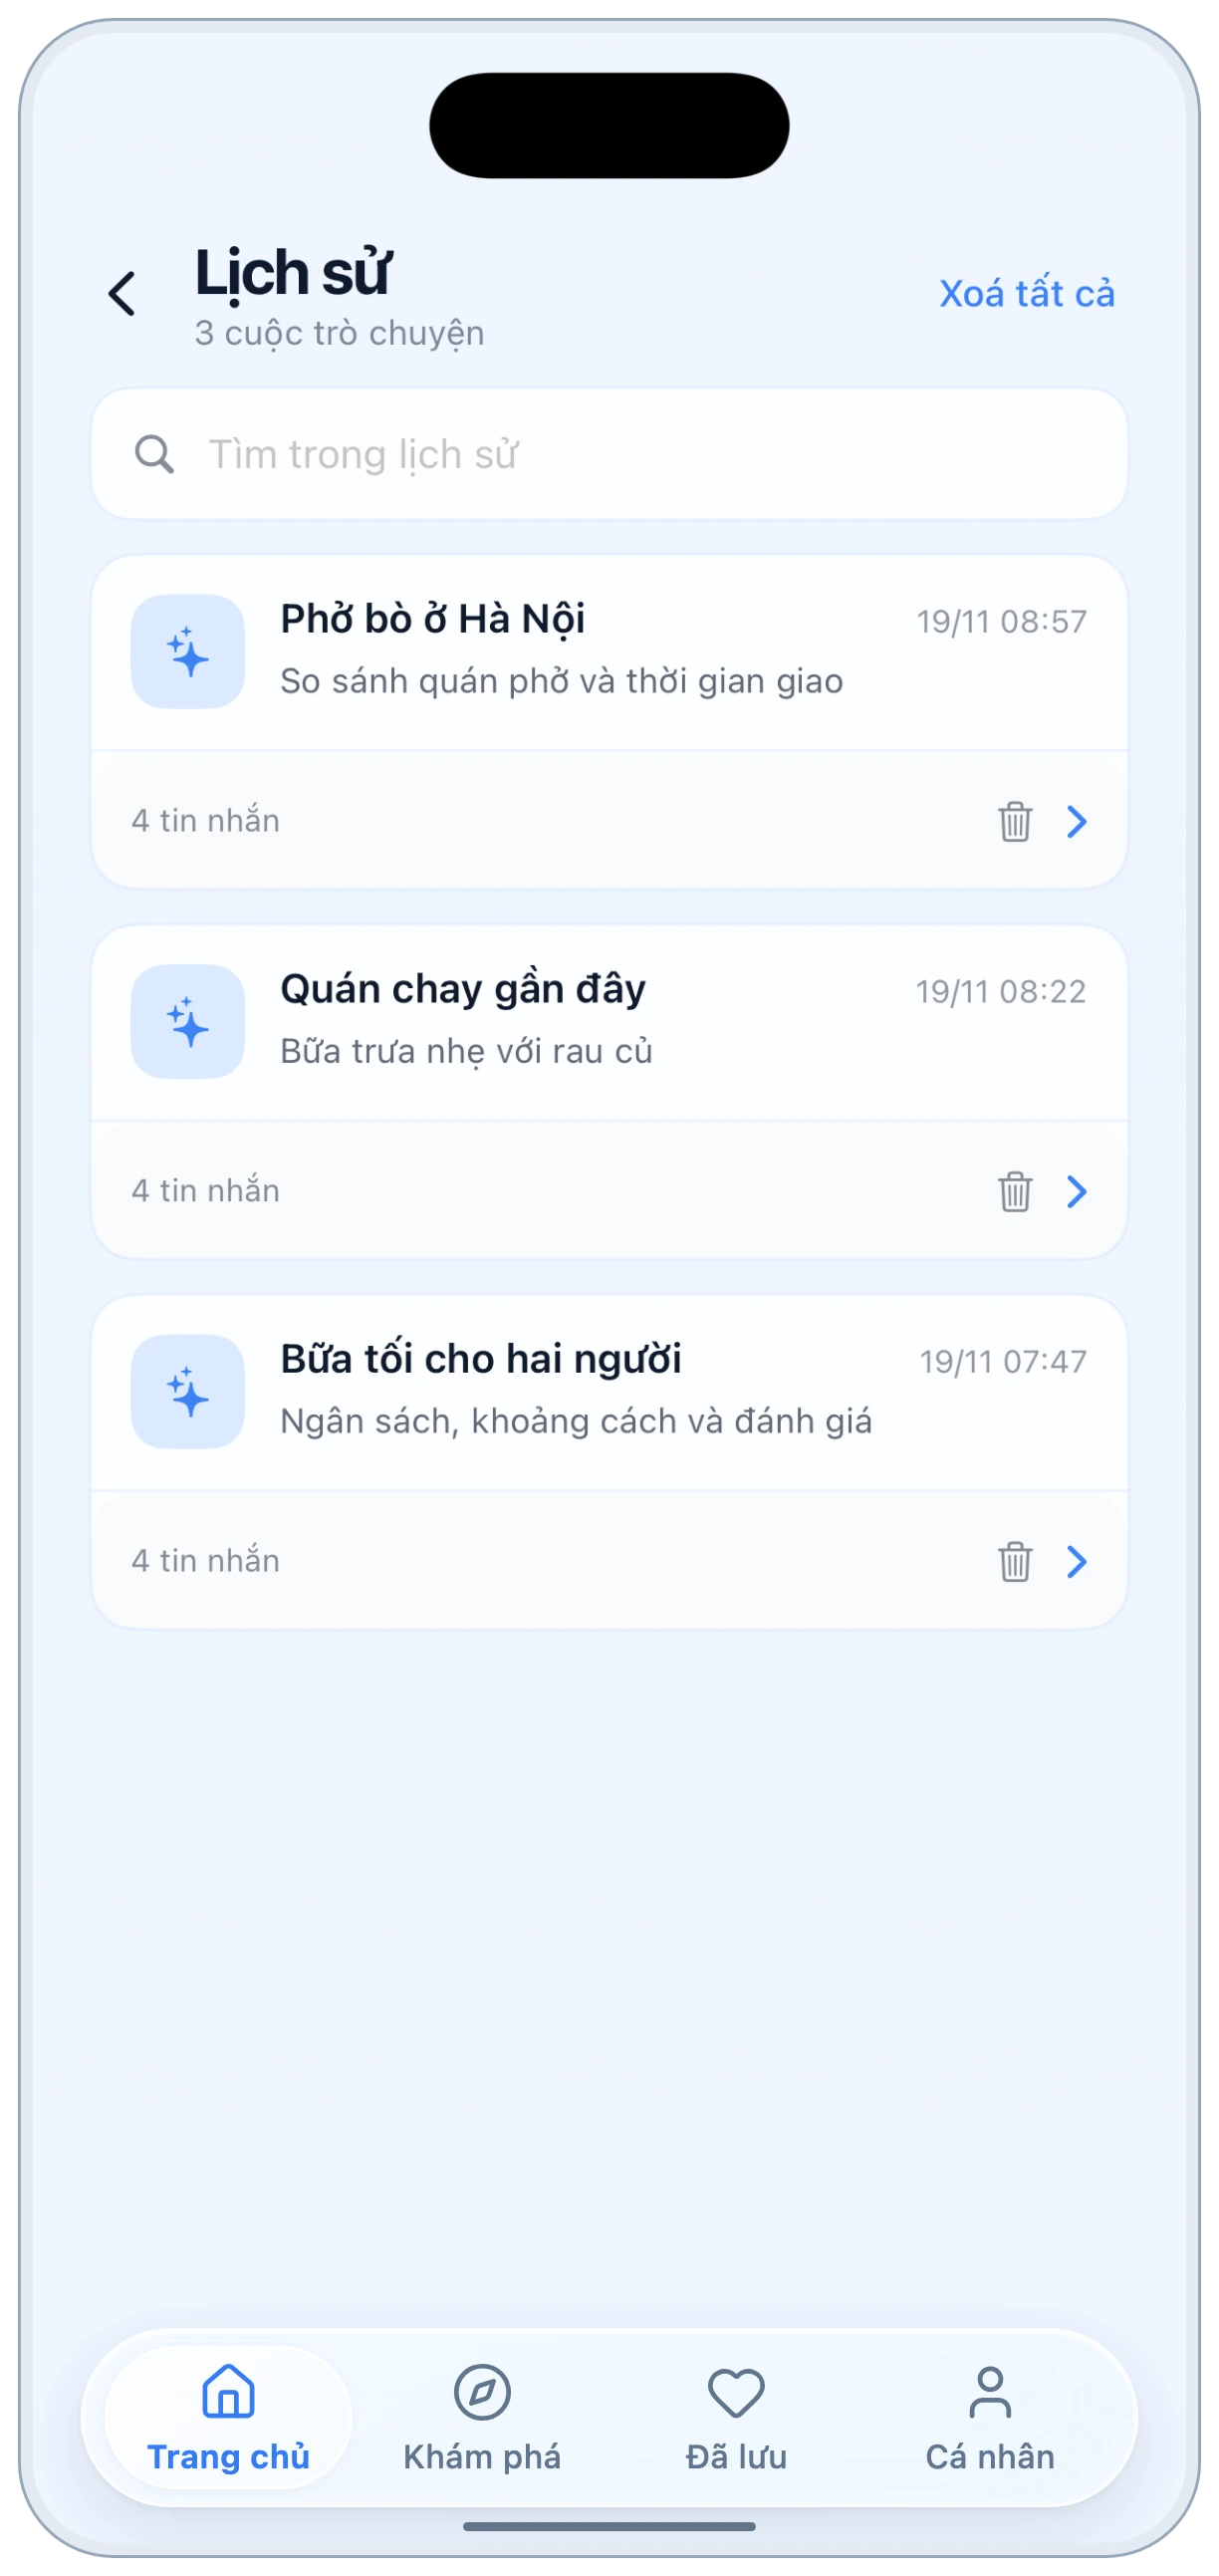 Lịch sử
3 cuộc trò chuyện
Xoá tất cả
Tìm trong lịch sử
Phở bò ở Hà Nội
19/11 08:57
So sánh quán phở và thời gian giao
4 tin nhắn
Quán chay gần đây
19/11 08:22
Bữa trưa nhẹ với rau củ
4 tin nhắn
Bữa tối cho hai người
19/11 07:47
Ngân sách, khoảng cách và đánh giá
4 tin nhắn
Trang chủ
Khám phá
Đã lưu
Cá nhân